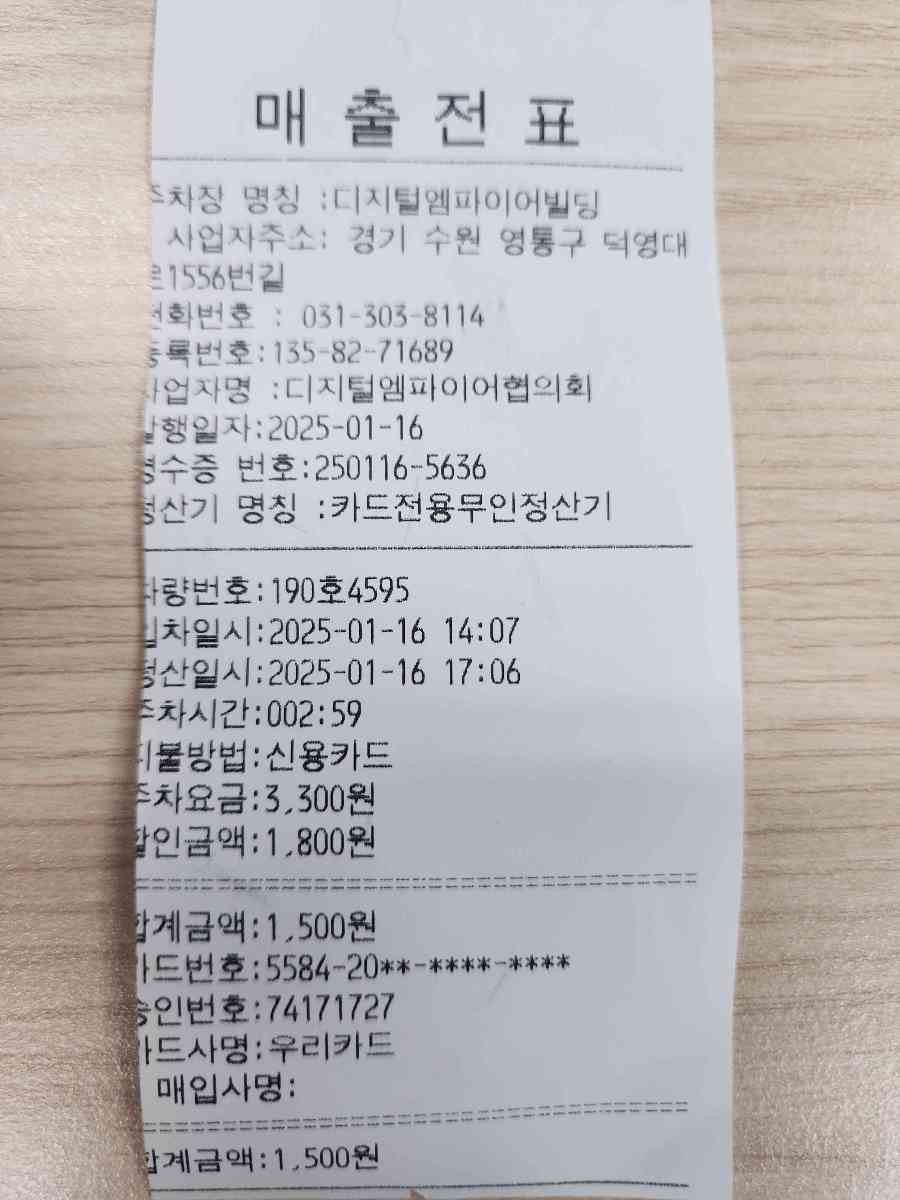 매 출 전 표
주차장 명칭 :디지털엠파이어빌딩
사업자주소: 경기 수원 영통구 덕영대
로1556번길
전화번호 : 031-303-8114
등록번호:135-82-71689
사업자명 :디지털엠파이어협의회
발행일자:2025-01-16
영수증 번호:250116-5636
정산기 명칭 :카드전용무인정산기
차량번호:190호4595
입차일시:2025-01-16 14:07
정산일시:2025-01-16 17:06
주차시간:002:59
지불방법:신용카드
주차요금:3,300원
할인금액:1,800원
합계금액:1,500원
카드번호:5584-20**-****-****
승인번호:74171727
카드사명:우리카드
매입사명:
합계금액:1,500원